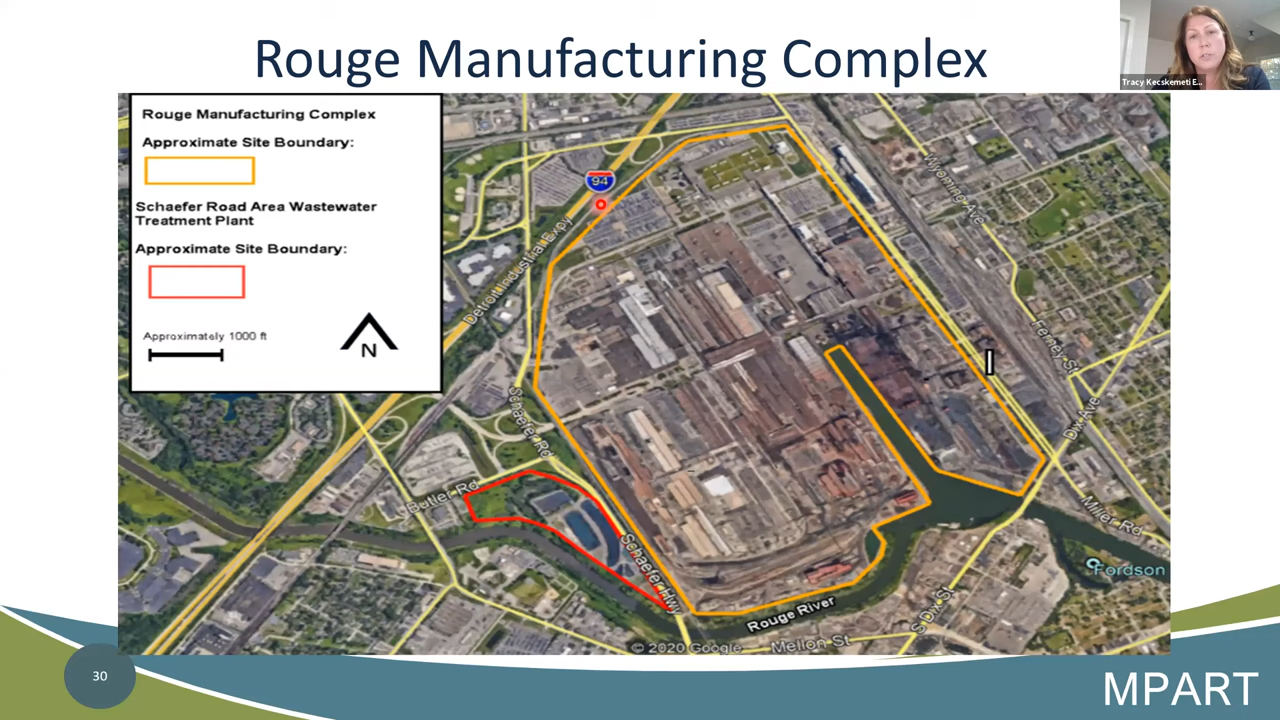 Rouge Manufacturing Complex
Tracy Kecskemeti E...
Rouge Manufacturing Complex
Approximate Site Boundary:
Schaefer Road Area Wastewater
Treatment Plant
Approximate Site Boundary:
Approximately 1000 ft
N
94
Detroit Industrial Expy
Wyoming Ave
Ferney St
Schaefer Rd
Dix Ave
Butler Rd
Miller Rd
Schaefer Hwy
Fordson
Rouge River
S Dix St
Mellon St
© 2020 Google
30
MPART